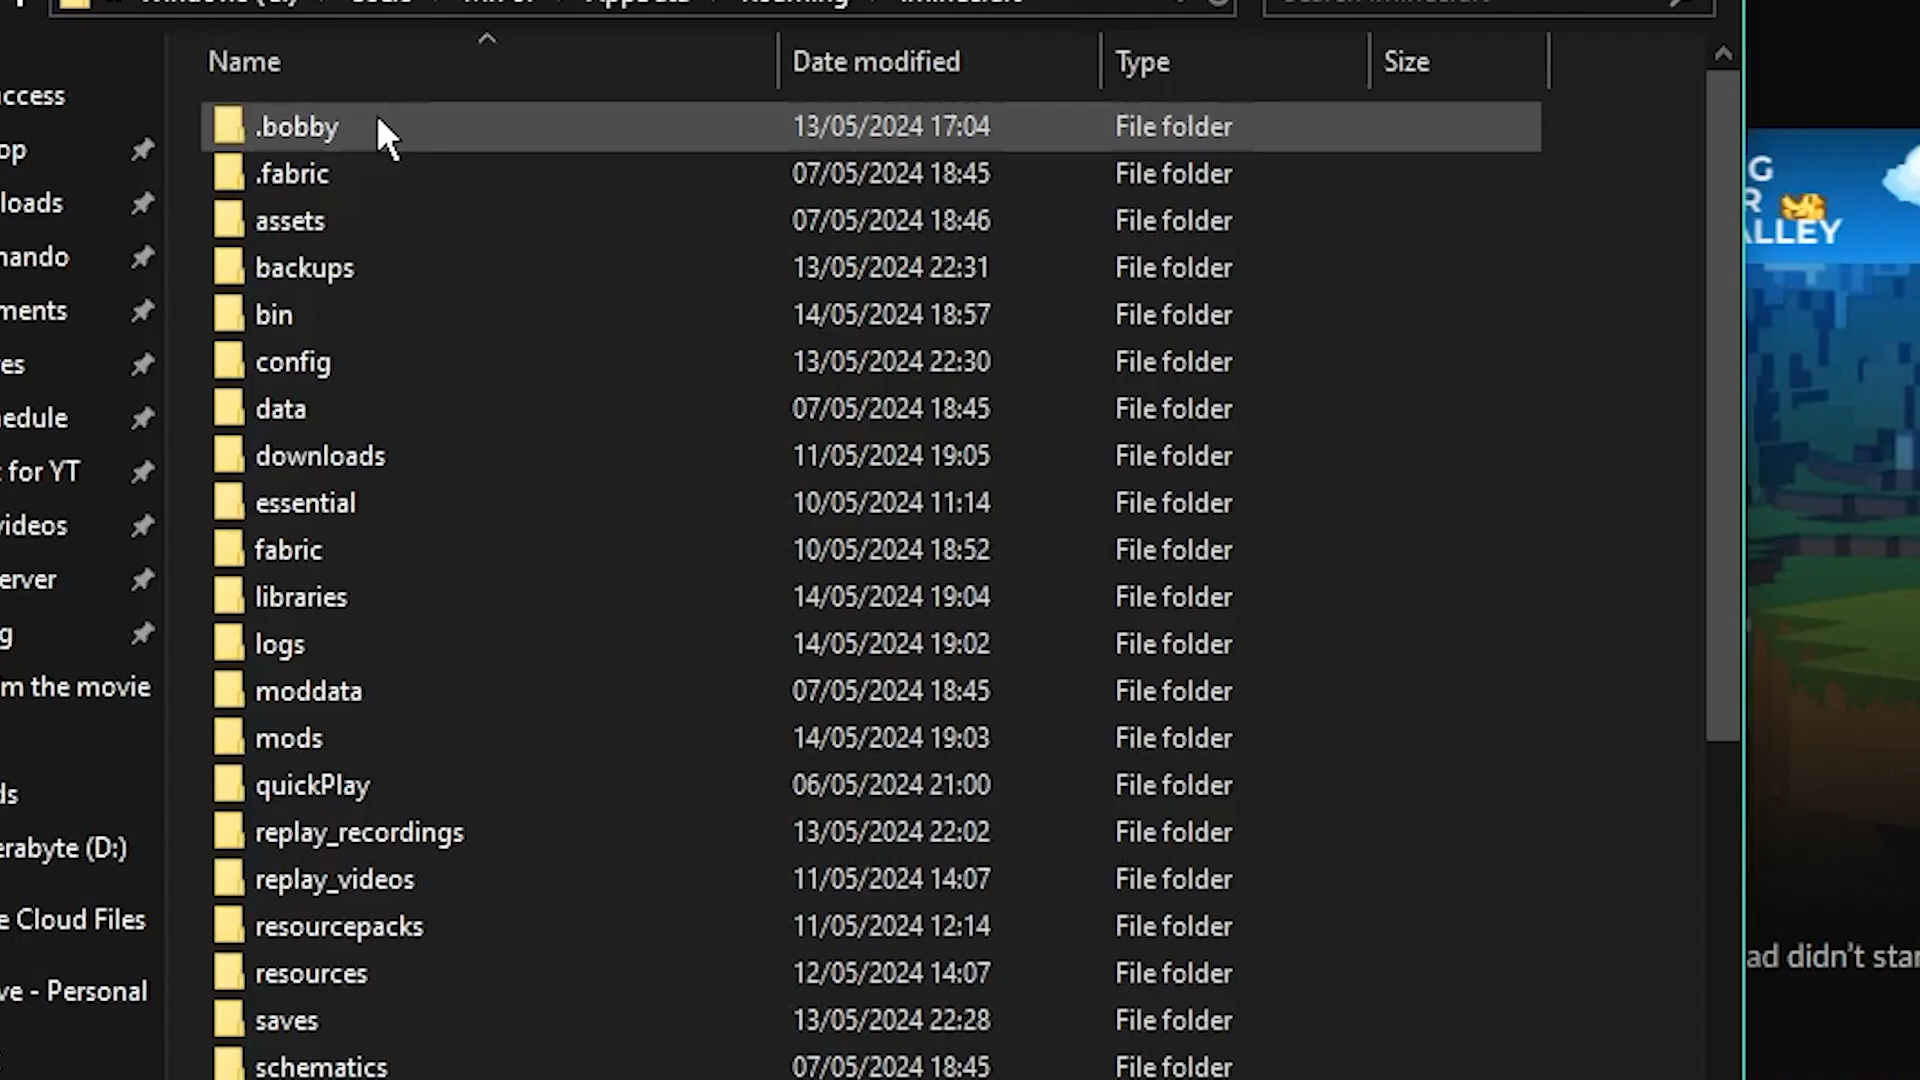 Name Date modified Type Size
.bobby 13/05/2024 17:04 File folder
.fabric 07/05/2024 18:45 File folder
assets 07/05/2024 18:46 File folder
backups 13/05/2024 22:31 File folder
bin 14/05/2024 18:57 File folder
config 13/05/2024 22:30 File folder
data 07/05/2024 18:45 File folder
downloads 11/05/2024 19:05 File folder
essential 10/05/2024 11:14 File folder
fabric 10/05/2024 18:52 File folder
libraries 14/05/2024 19:04 File folder
logs 14/05/2024 19:02 File folder
moddata 07/05/2024 18:45 File folder
mods 14/05/2024 19:03 File folder
quickPlay 06/05/2024 21:00 File folder
replay_recordings 13/05/2024 22:02 File folder
replay_videos 11/05/2024 14:07 File folder
resourcepacks 11/05/2024 12:14 File folder
resources 12/05/2024 14:07 File folder
saves 13/05/2024 22:28 File folder
schematics 07/05/2024 18:45 File folder
ccess
op
loads
nando
ments
es
edule
t for YT
videos
erver
g
m the movie
ds
erabyte (D:)
e Cloud Files
ve - Personal
G
R
ALLEY
ad didn't star